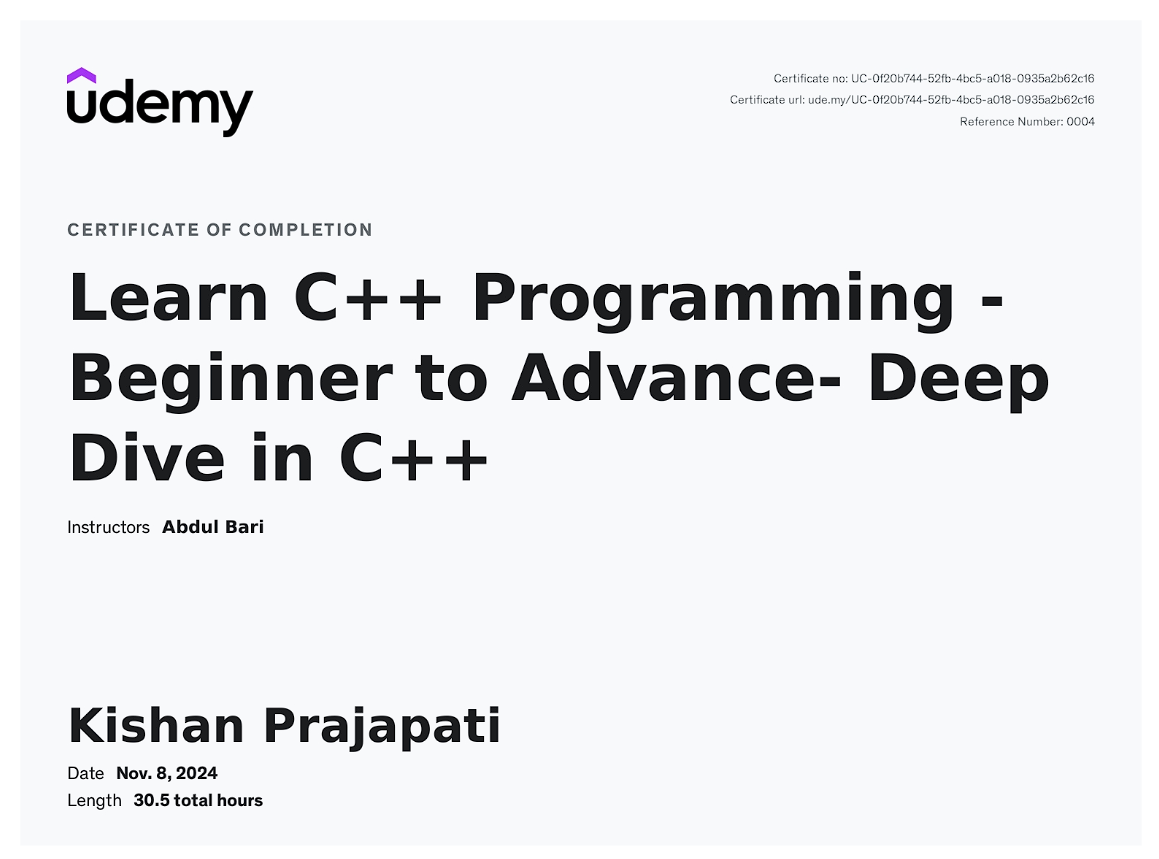 udemy
Certificate no: UC-0f20b744-52fb-4bc5-a018-0935a2b62c16
Certificate url: ude.my/UC-0f20b744-52fb-4bc5-a018-0935a2b62c16
Reference Number: 0004
CERTIFICATE OF COMPLETION
Learn C++ Programming -
Beginner to Advance- Deep
Dive in C++
Instructors Abdul Bari
Kishan Prajapati
Date Nov. 8, 2024
Length 30.5 total hours